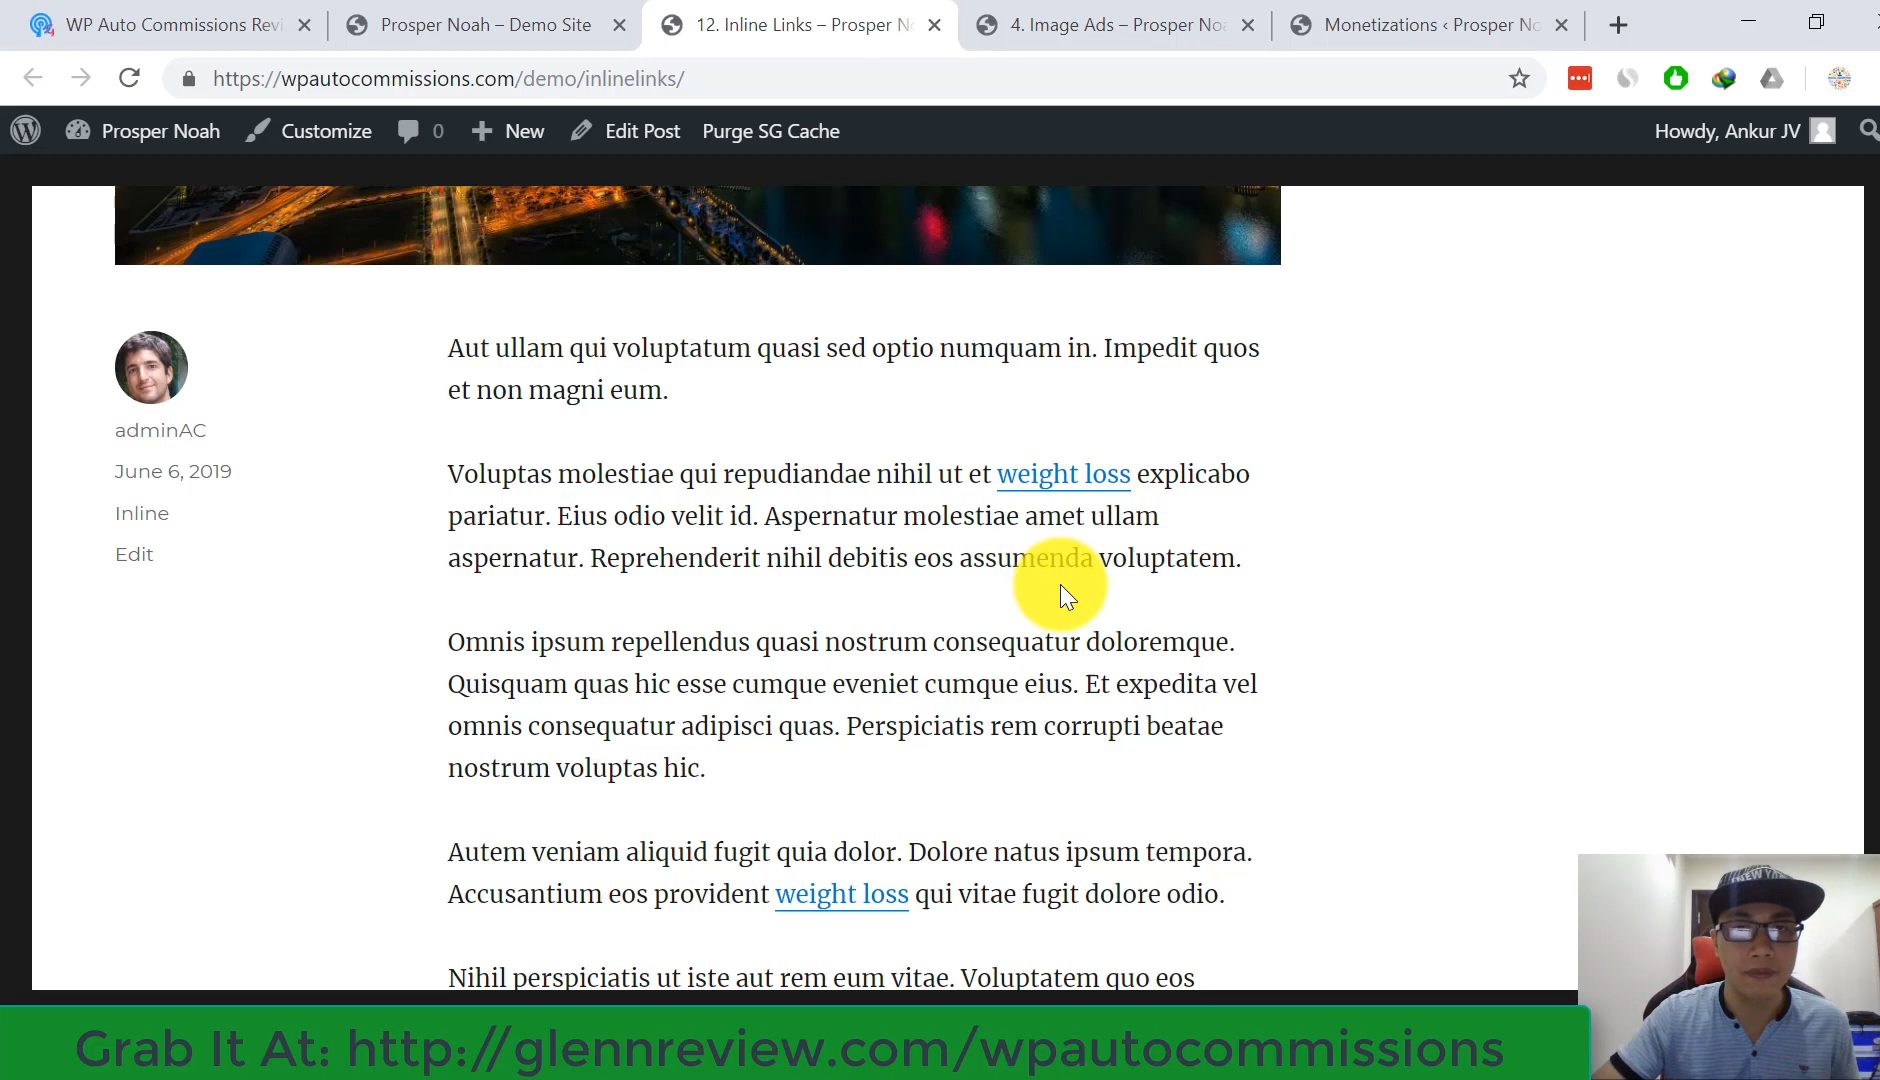 WP Auto Commissions Revi
Prosper Noah – Demo Site
12. Inline Links – Prosper No
4. Image Ads – Prosper Noa
Monetizations ‹ Prosper No
https://wpautocommissions.com/demo/inlinelinks/
Prosper Noah
Customize
0
New
Edit Post
Purge SG Cache
Howdy, Ankur JV
Aut ullam qui voluptatum quasi sed optio numquam in. Impedit quos
et non magni eum.
adminAC
June 6, 2019
Inline
Edit
Voluptas molestiae qui repudiandae nihil ut et weight loss explicabo
pariatur. Eius odio velit id. Aspernatur molestiae amet ullam
aspernatur. Reprehenderit nihil debitis eos assumenda voluptatem.
Omnis ipsum repellendus quasi nostrum consequatur doloremque.
Quisquam quas hic esse cumque eveniet cumque eius. Et expedita vel
omnis consequatur adipisci quas. Perspiciatis rem corrupti beatae
nostrum voluptas hic.
Autem veniam aliquid fugit quia dolor. Dolore natus ipsum tempora.
Accusantium eos provident weight loss qui vitae fugit dolore odio.
Nihil perspiciatis ut iste aut rem eum vitae. Voluptatem quo eos
NEW YO
Grab It At: http://glennreview.com/wpautocommissions